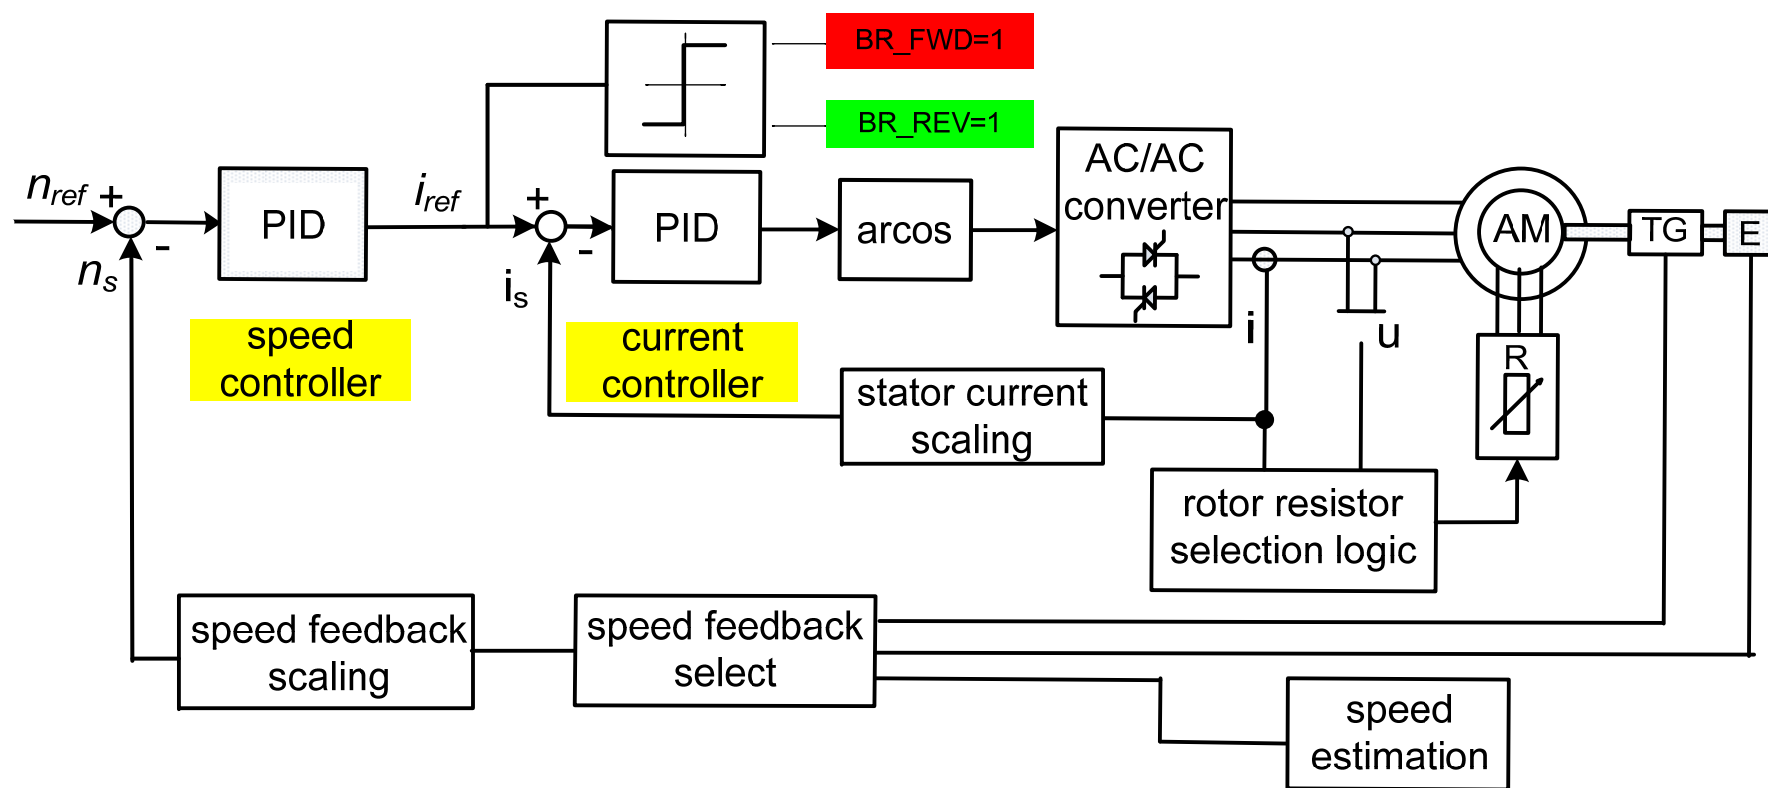 BR_FWD=1
BR_REV=1
AC/AC
converter
n_ref
+
-
n_s
PID
i_ref
+
-
i_s
PID
arcos
AM
TG
E
speed
controller
current
controller
i
u
R
stator current
scaling
rotor resistor
selection logic
speed feedback
scaling
speed feedback
select
speed
estimation